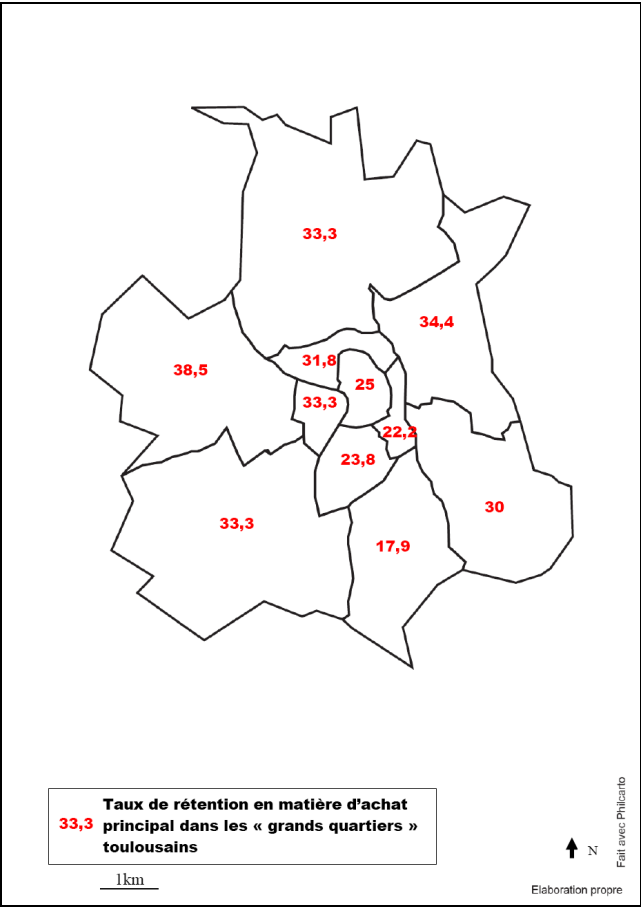 33,3
34,4
31,8
38,5
25
33,3
22,2
23,8
30
33,3
17,9
Taux de rétention en matière d'achat
33,3 principal dans les « grands quartiers »
toulousains
1km
N
Fait avec Philcarto
Elaboration propre